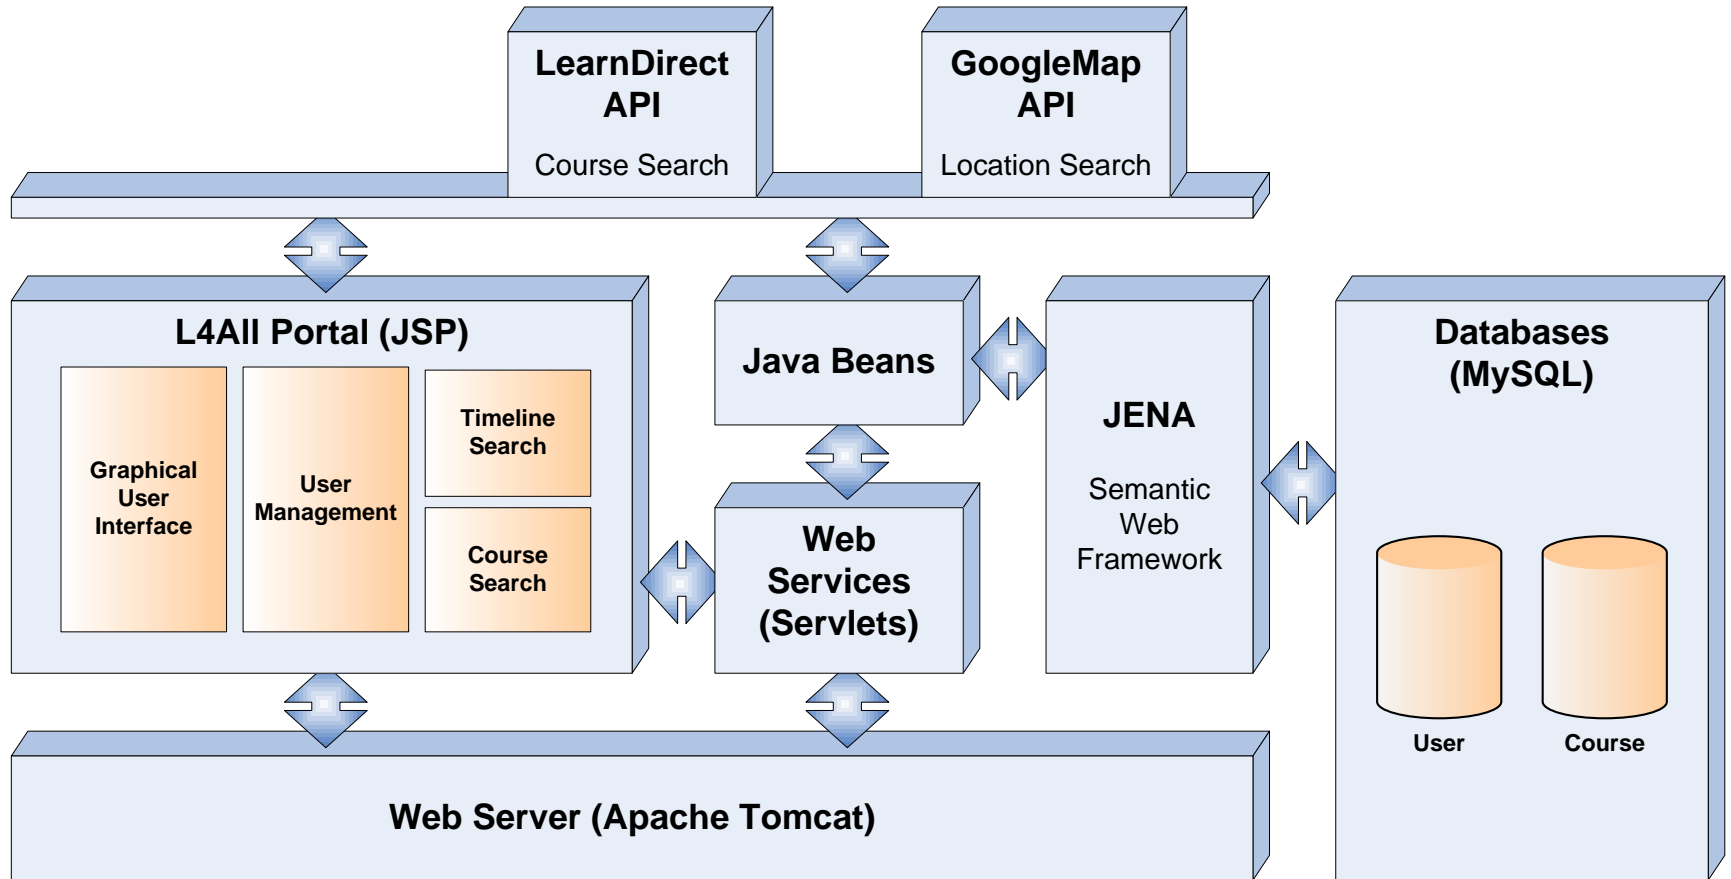 LearnDirect
API
Course Search
GoogleMap
API
Location Search
L4All Portal (JSP)
Graphical
User
Interface
User
Management
Timeline
Search
Course
Search
Java Beans
Web
Services
(Servlets)
JENA
Semantic
Web
Framework
Databases
(MySQL)
User
Course
Web Server (Apache Tomcat)